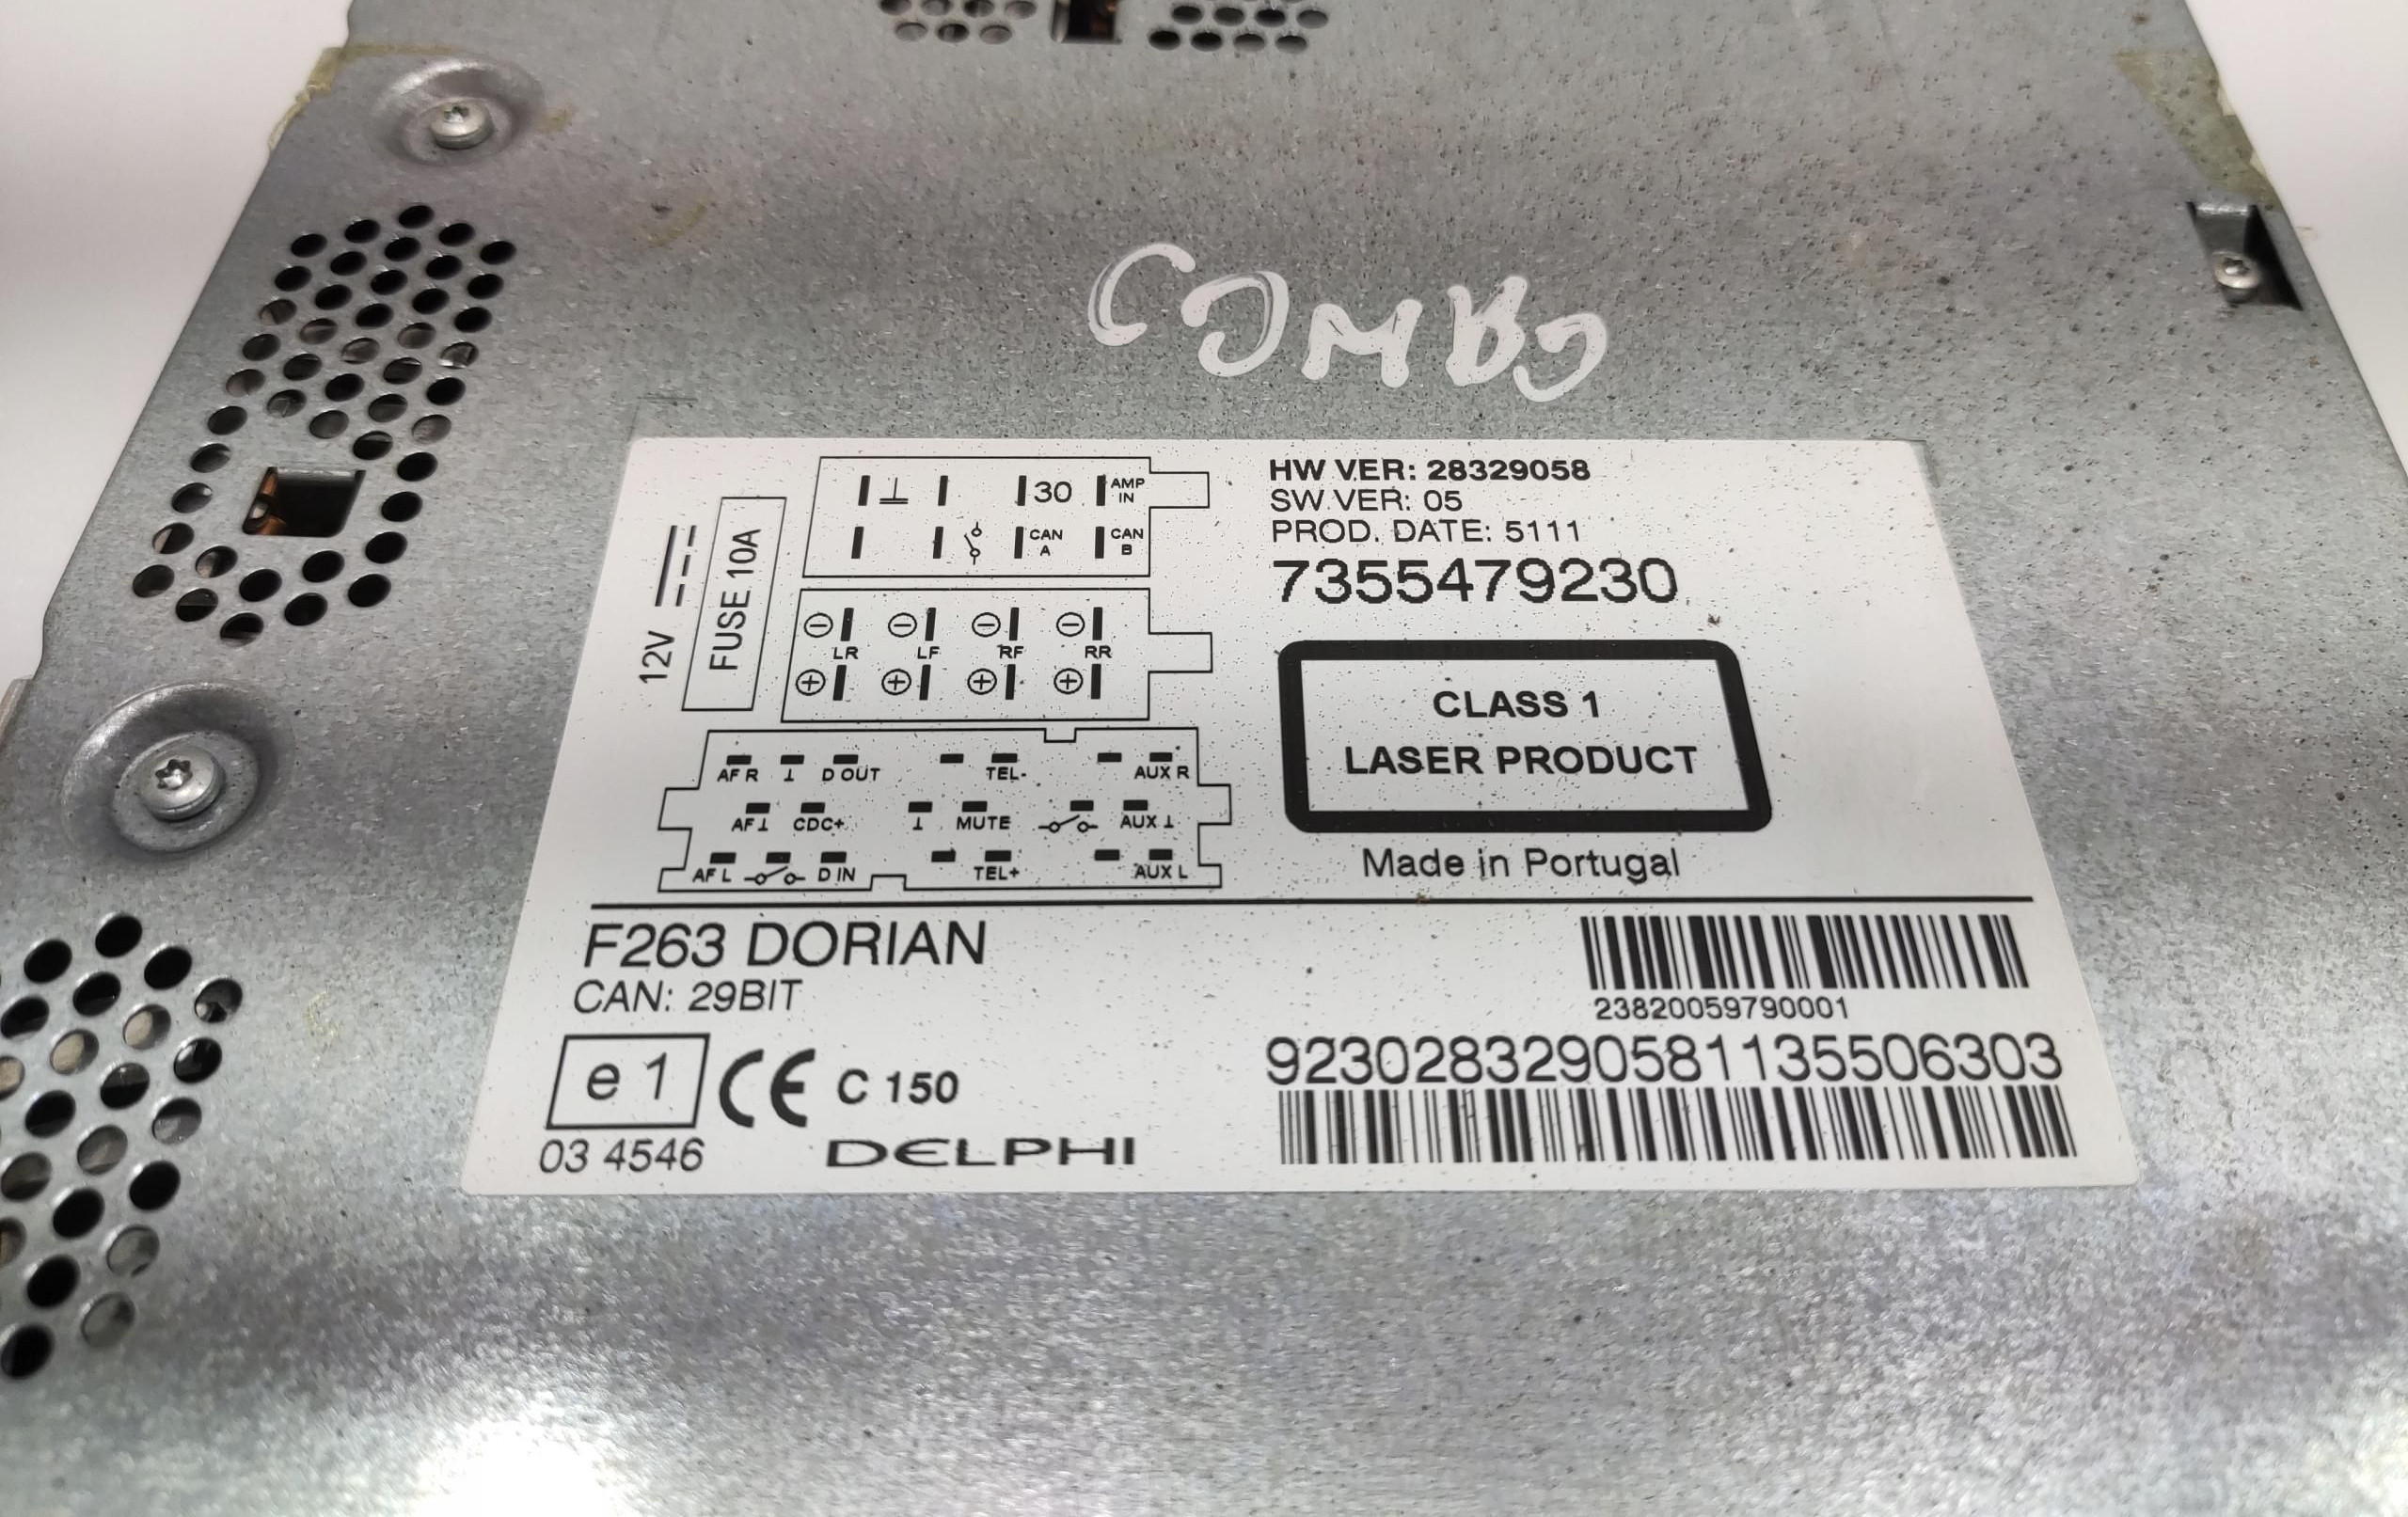 COMBO
HW VER: 28329058
SW VER: 05
PROD. DATE: 5111
7355479230
12V
FUSE 10A
30 AMP IN
CAN A CAN B
LR LF RF RR
AF R D OUT TEL- AUX R
AF CDC+ MUTE AUX
AF L D IN TEL+ AUX L
CLASS 1
LASER PRODUCT
Made in Portugal
F263 DORIAN
CAN: 29BIT
23820059790001
e 1 CE C 150
03 4546
DELPHI
9230283290581135506303